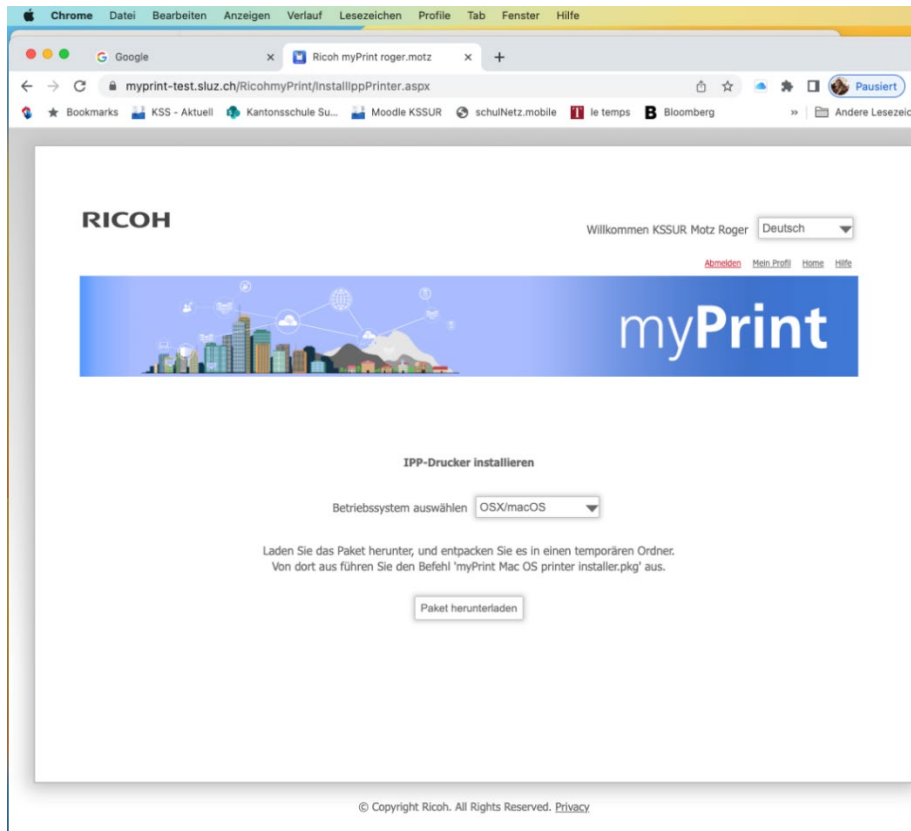 Chrome Datei Bearbeiten Anzeigen Verlauf Lesezeichen Profile Tab Fenster Hilfe
Google Ricoh myPrint roger.motz
myprint-test.sluz.ch/RicohmyPrint/InstallIppPrinter.aspx Pausiert
Bookmarks KSS - Aktuell Kantonsschule Su... Moodle KSSUR schulNetz.mobile le temps Bloomberg » Andere Lesezeic
RICOH
Willkommen KSSUR Motz Roger Deutsch
Abmelden Mein Profil Home Hilfe
myPrint
IPP-Drucker installieren
Betriebssystem auswählen OSX/macOS
Laden Sie das Paket herunter, und entpacken Sie es in einen temporären Ordner.
Von dort aus führen Sie den Befehl 'myPrint Mac OS printer installer.pkg' aus.
Paket herunterladen
© Copyright Ricoh. All Rights Reserved. Privacy